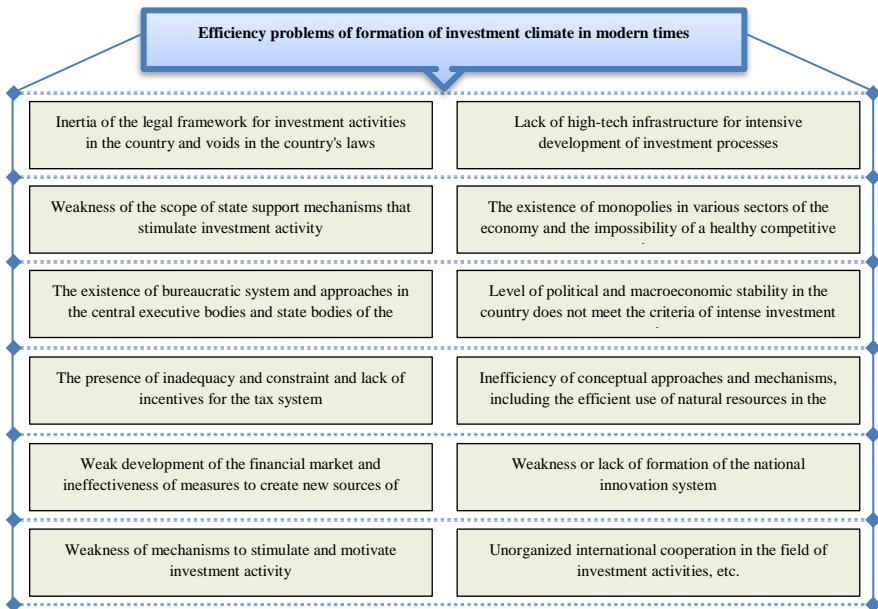 Efficiency problems of formation of investment climate in modern times
Inertia of the legal framework for investment activities
in the country and voids in the country's laws
Lack of high-tech infrastructure for intensive
development of investment processes
Weakness of the scope of state support mechanisms that
stimulate investment activity
The existence of monopolies in various sectors of the
economy and the impossibility of a healthy competitive
The existence of bureaucratic system and approaches in
the central executive bodies and state bodies of the
Level of political and macroeconomic stability in the
country does not meet the criteria of intense investment
The presence of inadequacy and constraint and lack of
incentives for the tax system
Inefficiency of conceptual approaches and mechanisms,
including the efficient use of natural resources in the
Weak development of the financial market and
ineffectiveness of measures to create new sources of
Weakness or lack of formation of the national
innovation system
Weakness of mechanisms to stimulate and motivate
investment activity
Unorganized international cooperation in the field of
investment activities, etc.